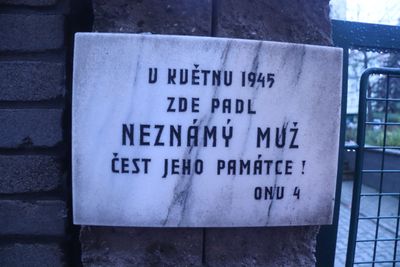 V KVĚTNU 1945
ZDE PADL
NEZNÁMÝ MUŽ
ČEST JEHO PAMÁTCE !
ONV 4